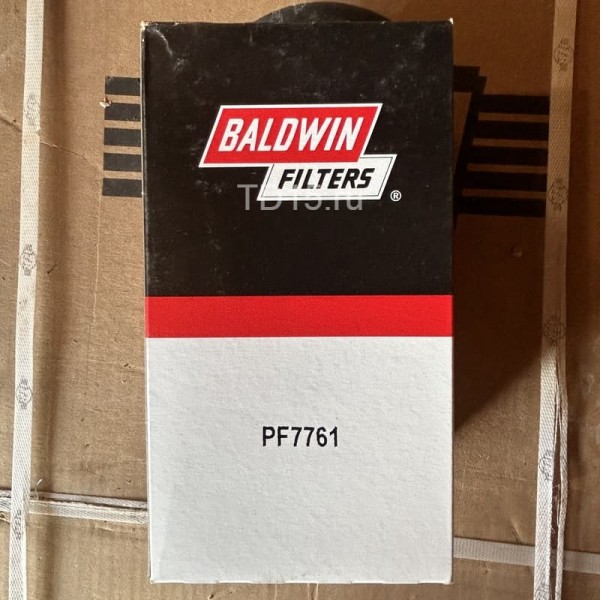 BALDWIN
FILTERS
®
TD15.ru
PF7761